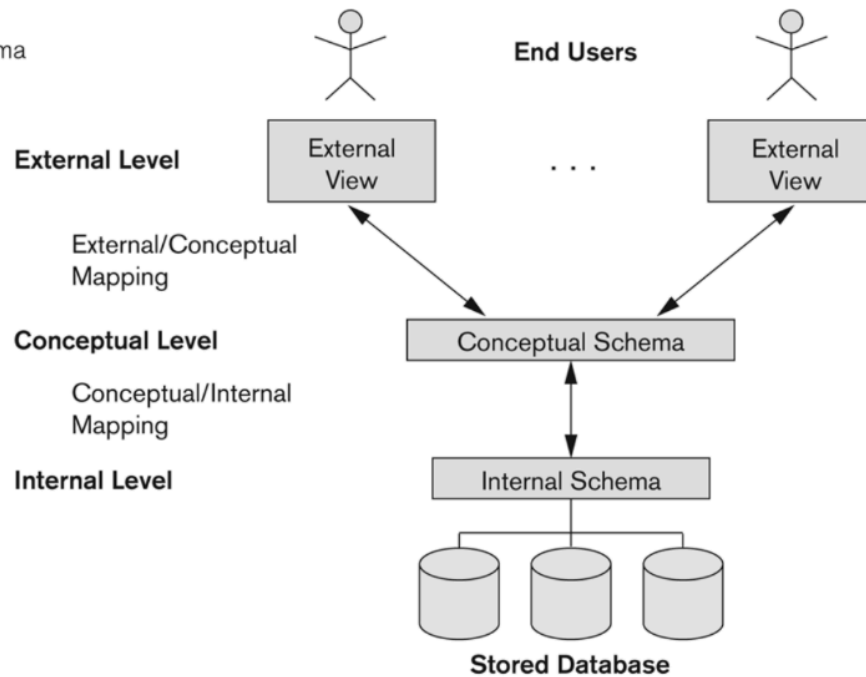 ma
End Users
External Level
External
View
. . .
External
View
External/Conceptual
Mapping
Conceptual Level
Conceptual Schema
Conceptual/Internal
Mapping
Internal Level
Internal Schema
Stored Database